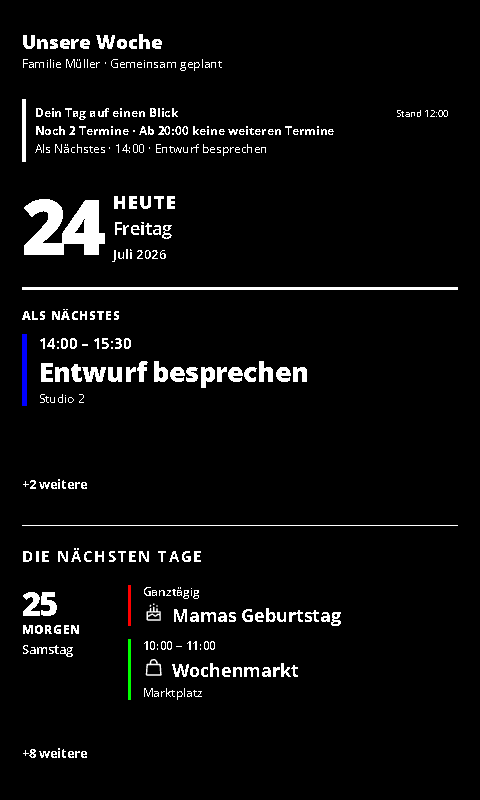 Unsere Woche
Familie Müller · Gemeinsam geplant
Dein Tag auf einen Blick
Stand 12:00
Noch 2 Termine · Ab 20:00 keine weiteren Termine
Als Nächstes · 14:00 · Entwurf besprechen
24
HEUTE
Freitag
Juli 2026
ALS NÄCHSTES
14:00 – 15:30
Entwurf besprechen
Studio 2
+2 weitere
DIE NÄCHSTEN TAGE
25
MORGEN
Samstag
Ganztägig
Mamas Geburtstag
10:00 – 11:00
Wochenmarkt
Marktplatz
+8 weitere